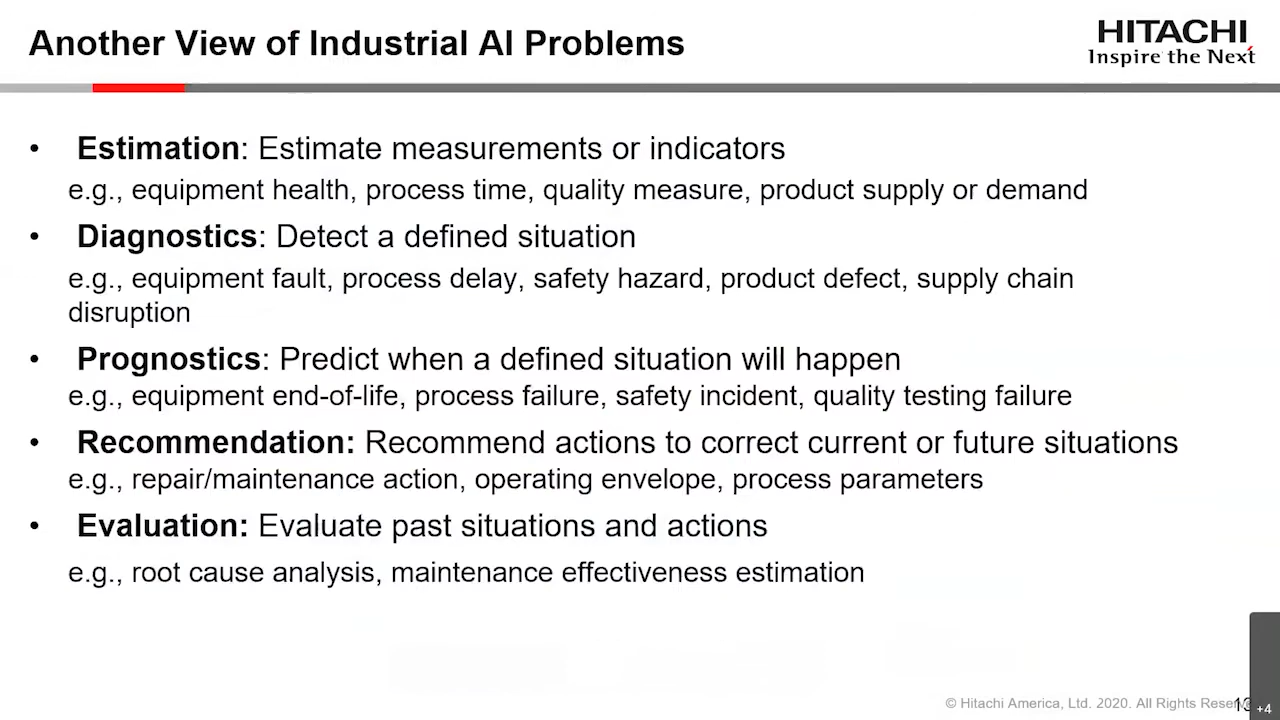 Another View of Industrial AI Problems
HITACHI
Inspire the Next
• Estimation: Estimate measurements or indicators
e.g., equipment health, process time, quality measure, product supply or demand
• Diagnostics: Detect a defined situation
e.g., equipment fault, process delay, safety hazard, product defect, supply chain
disruption
• Prognostics: Predict when a defined situation will happen
e.g., equipment end-of-life, process failure, safety incident, quality testing failure
• Recommendation: Recommend actions to correct current or future situations
e.g., repair/maintenance action, operating envelope, process parameters
• Evaluation: Evaluate past situations and actions
e.g., root cause analysis, maintenance effectiveness estimation
© Hitachi America, Ltd. 2020. All Rights
+4